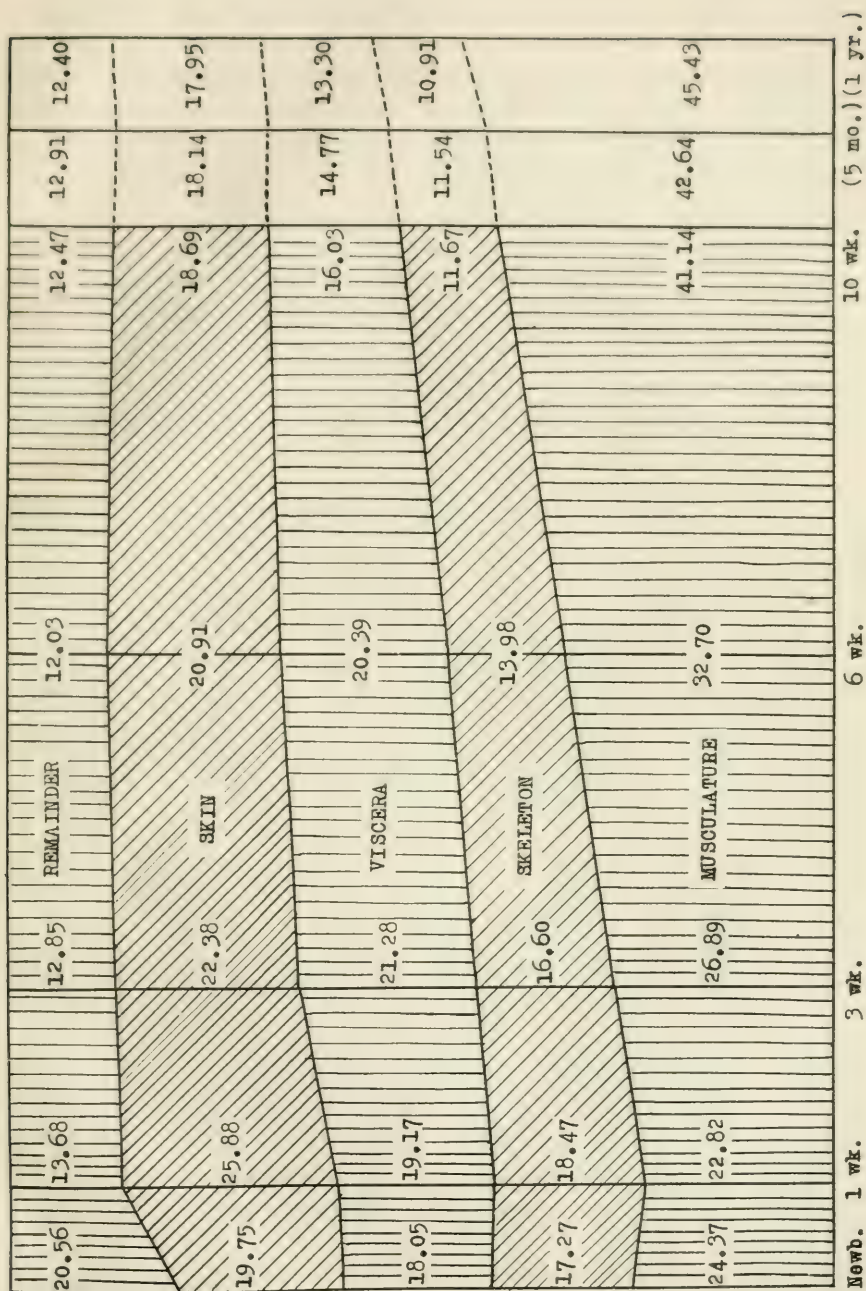 20.56 13.68 12.85 REMAINDER 12.03 12.47 12.91 12.40
19.75 25.88 22.38 SKIN 20.91 18.69 18.14 17.95
18.05 19.17 21.28 VISCERA 20.39 16.03 14.77 13.30
17.27 18.47 16.60 SKELETON 13.98 11.67 11.54 10.91
24.37 22.82 26.89 MUSCULATURE 32.70 41.14 42.64 45.43
Newb. 1 wk. 3 wk. 6 wk. 10 wk. (5 mo.)(1 yr.)